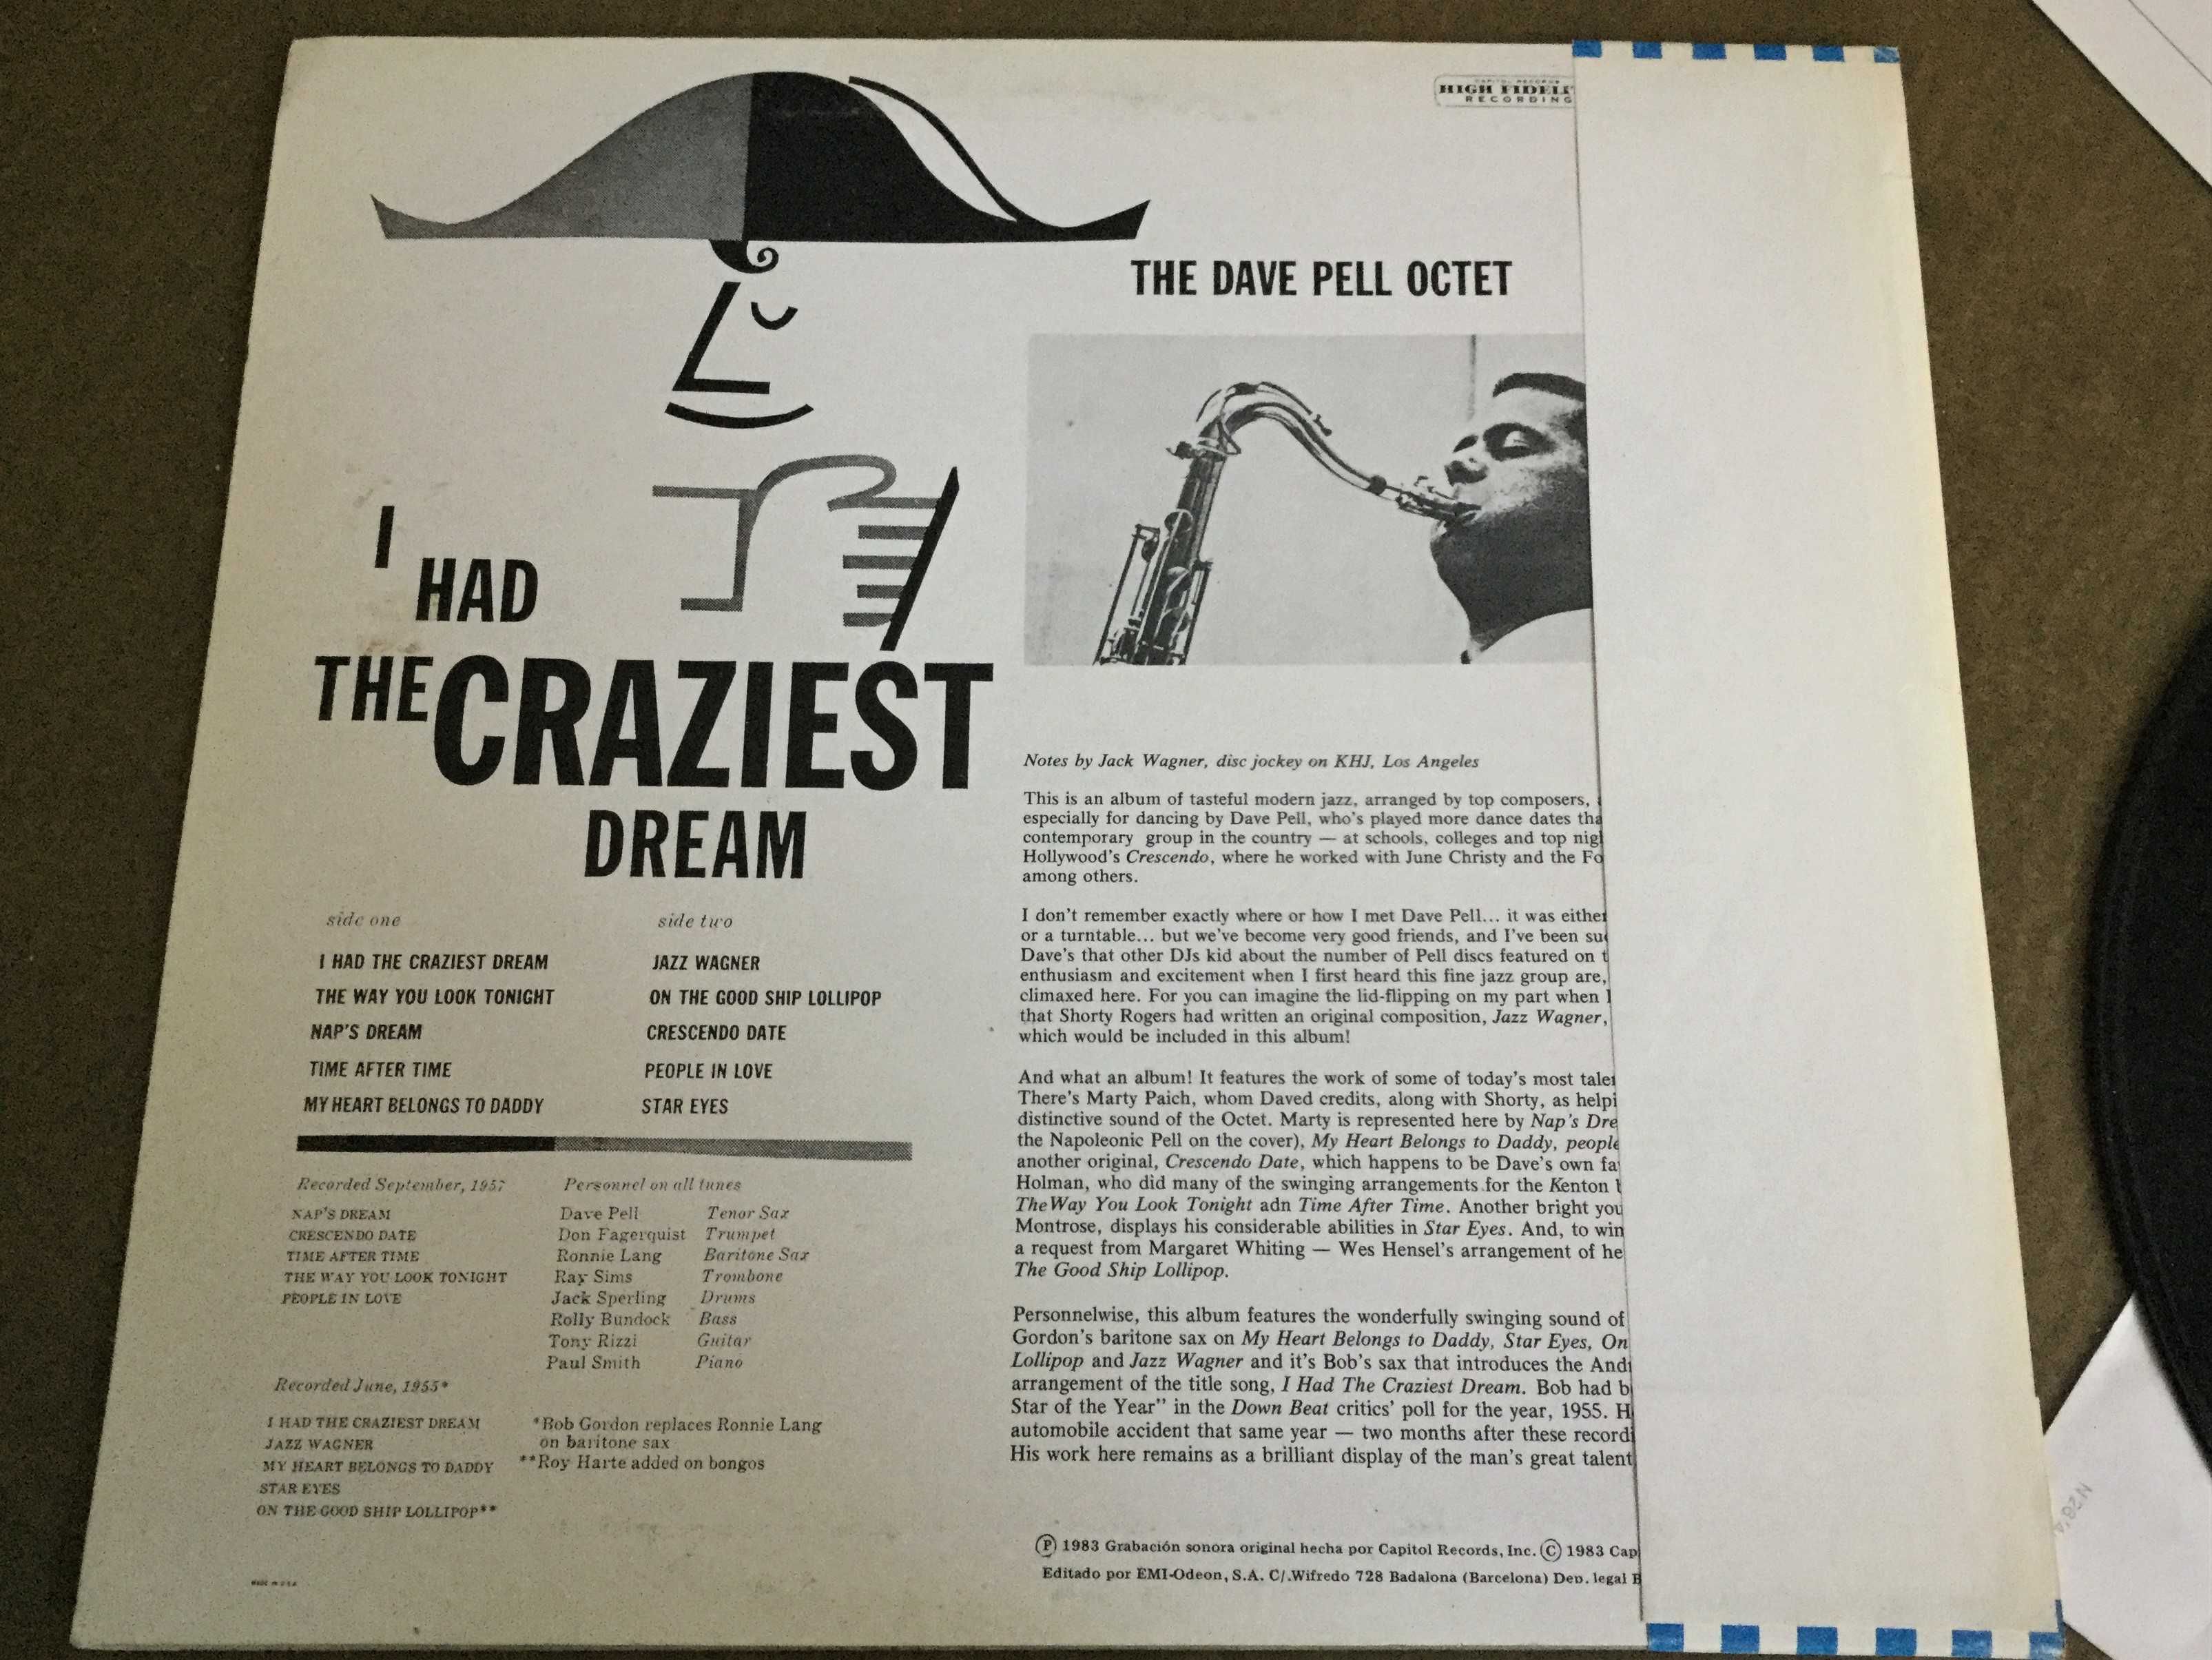 HIGH FIDELI
RECORDING
THE DAVE PELL OCTET
I
HAD
THE CRAZIEST
DREAM
side one
I HAD THE CRAZIEST DREAM
THE WAY YOU LOOK TONIGHT
NAP'S DREAM
TIME AFTER TIME
MY HEART BELONGS TO DADDY
side two
JAZZ WAGNER
ON THE GOOD SHIP LOLLIPOP
CRESCENDO DATE
PEOPLE IN LOVE
STAR EYES
Recorded September, 1957
NAP'S DREAM
CRESCENDO DATE
TIME AFTER TIME
THE WAY YOU LOOK TONIGHT
PEOPLE IN LOVE
Personnel on all tunes
Dave Pell Tenor Sax
Don Fagerquist Trumpet
Ronnie Lang Baritone Sax
Ray Sims Trombone
Jack Sperling Drums
Rolly Bundock Bass
Tony Rizzi Guitar
Paul Smith Piano
Recorded June, 1955*
I HAD THE CRAZIEST DREAM
JAZZ WAGNER
MY HEART BELONGS TO DADDY
STAR EYES
ON THE GOOD SHIP LOLLIPOP**
*Bob Gordon replaces Ronnie Lang
on baritone sax
**Roy Harte added on bongos
MADE IN U.S.A.
Notes by Jack Wagner, disc jockey on KHJ, Los Angeles
This is an album of tasteful modern jazz, arranged by top composers,
especially for dancing by Dave Pell, who's played more dance dates tha
contemporary group in the country — at schools, colleges and top nig
Hollywood's Crescendo, where he worked with June Christy and the Fo
among others.
I don't remember exactly where or how I met Dave Pell... it was either
or a turntable... but we've become very good friends, and I've been su
Dave's that other DJs kid about the number of Pell discs featured on t
enthusiasm and excitement when I first heard this fine jazz group are,
climaxed here. For you can imagine the lid-flipping on my part when I
that Shorty Rogers had written an original composition, Jazz Wagner,
which would be included in this album!
And what an album! It features the work of some of today's most tale
There's Marty Paich, whom Daved credits, along with Shorty, as helpi
distinctive sound of the Octet. Marty is represented here by Nap's Dre
the Napoleonic Pell on the cover), My Heart Belongs to Daddy, people
another original, Crescendo Date, which happens to be Dave's own fa
Holman, who did many of the swinging arrangements for the Kenton
The Way You Look Tonight adn Time After Time. Another bright you
Montrose, displays his considerable abilities in Star Eyes. And, to win
a request from Margaret Whiting — Wes Hensel's arrangement of he
The Good Ship Lollipop.
Personnelwise, this album features the wonderfully swinging sound of
Gordon's baritone sax on My Heart Belongs to Daddy, Star Eyes, On
Lollipop and Jazz Wagner and it's Bob's sax that introduces the And
arrangement of the title song, I Had The Craziest Dream. Bob had b
Star of the Year" in the Down Beat critics' poll for the year, 1955. H
automobile accident that same year — two months after these record
His work here remains as a brilliant display of the man's great talent
Ⓟ 1983 Grabación sonora original hecha por Capitol Records, Inc. © 1983 Cap
Editado por EMI-Odeon, S.A. C/.Wifredo 728 Badalona (Barcelona) Dep. legal B